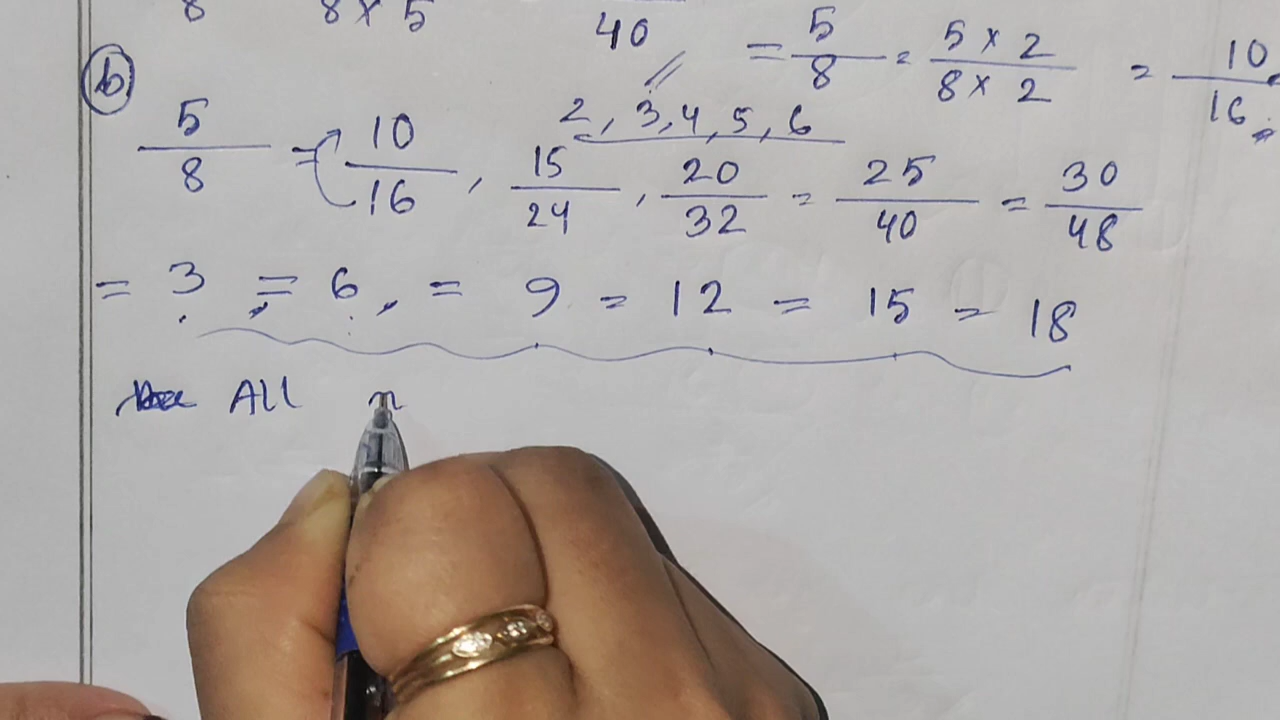 8 8 × 5 40 = 5/8 = 5 × 2 / 8 × 2 = 10/16
(b)
2, 3, 4, 5, 6
5/8 = 10/16, 15/24, 20/32 = 25/40 = 30/48
= 3, = 6, = 9 = 12 = 15 = 18
All n